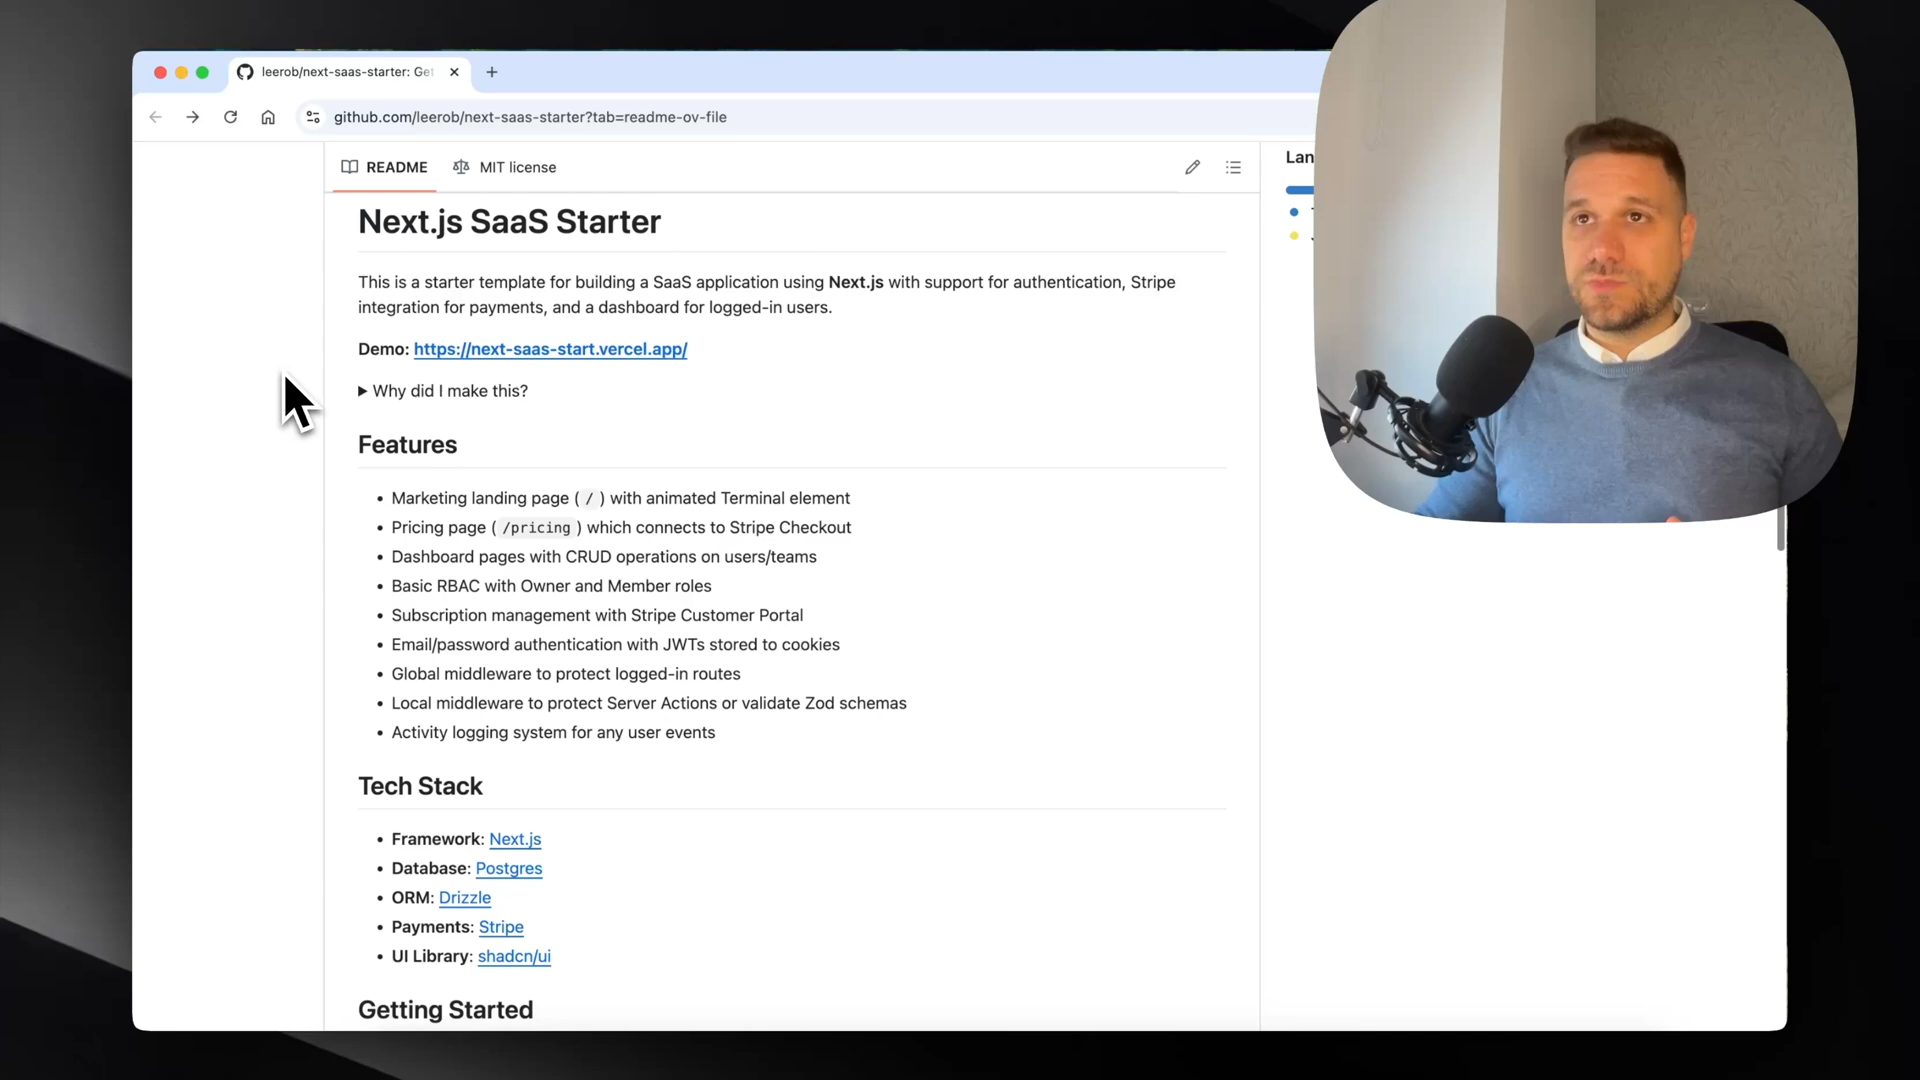 leerob/next-saas-starter: Get
github.com/leerob/next-saas-starter?tab=readme-ov-file
README MIT license
Lan
Next.js SaaS Starter
This is a starter template for building a SaaS application using Next.js with support for authentication, Stripe
integration for payments, and a dashboard for logged-in users.
Demo: https://next-saas-start.vercel.app/
Why did I make this?
Features
• Marketing landing page ( / ) with animated Terminal element
• Pricing page ( /pricing ) which connects to Stripe Checkout
• Dashboard pages with CRUD operations on users/teams
• Basic RBAC with Owner and Member roles
• Subscription management with Stripe Customer Portal
• Email/password authentication with JWTs stored to cookies
• Global middleware to protect logged-in routes
• Local middleware to protect Server Actions or validate Zod schemas
• Activity logging system for any user events
Tech Stack
• Framework: Next.js
• Database: Postgres
• ORM: Drizzle
• Payments: Stripe
• UI Library: shadcn/ui
Getting Started